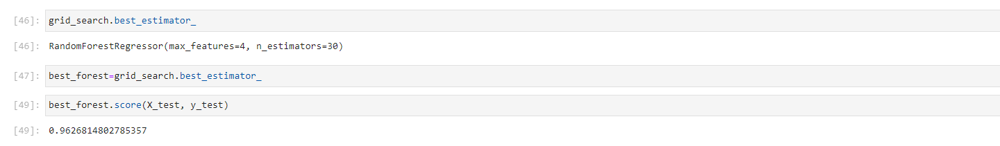 [46]: grid_search.best_estimator_
[46]: RandomForestRegressor(max_features=4, n_estimators=30)
[47]: best_forest=grid_search.best_estimator_
[49]: best_forest.score(X_test, y_test)
[49]: 0.9626814802785357